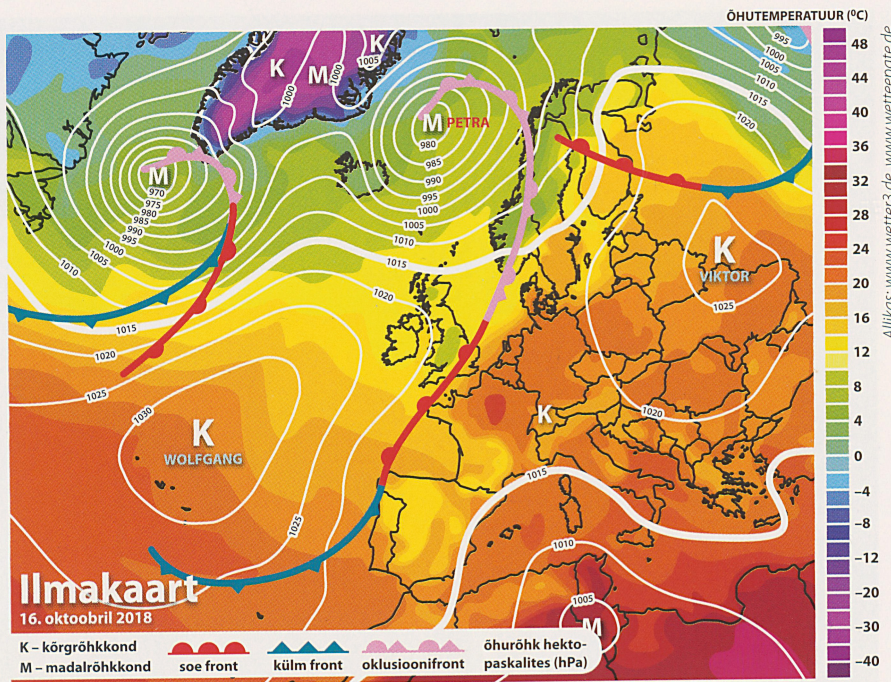 ÕHUTEMPERATUUR (⁰C)
48
44
40
36
32
28
24
20
16
12
8
4
0
−4
−8
−12
−20
−30
−40
Allikas: www.wetter3.de, www.wetterpate.de
K
M
K
1000
1000
1005
995
1000
1005
1010
1015
1020
M
970
975
980
985
990
995
1000
1005
1010
1015
1020
1025
M PETRA
980
985
990
995
1000
1005
1010
1015
1020
K
VIKTOR
1025
1020
1030
K
WOLFGANG
1025
K
1015
1010
1005
M
Ilmakaart
16. oktoobril 2018
K – kõrgrõhkkond
M – madalrõhkkond
soe front
külm front
oklusioonifront
õhurõhk hekto-
paskalites (hPa)